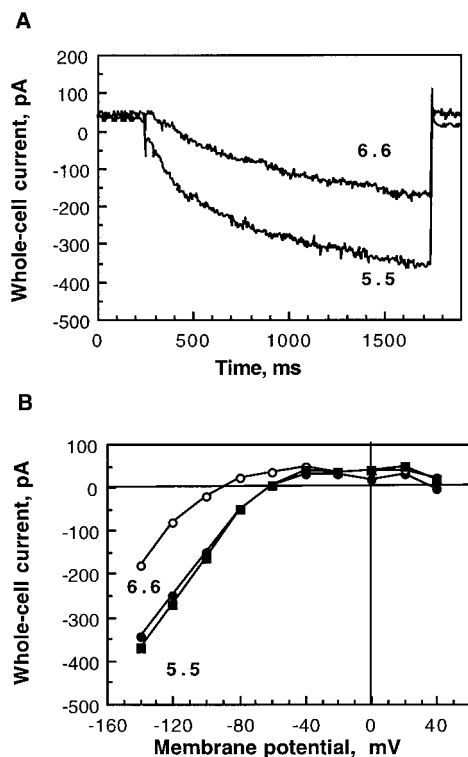 A
Whole-cell current, pA
200
100
0
-100
-200
-300
-400
-500
6.6
5.5
0 500 1000 1500
Time, ms
B
Whole-cell current, pA
100
0
-100
-200
-300
-400
-500
6.6
5.5
-160 -120 -80 -40 0 40
Membrane potential, mV